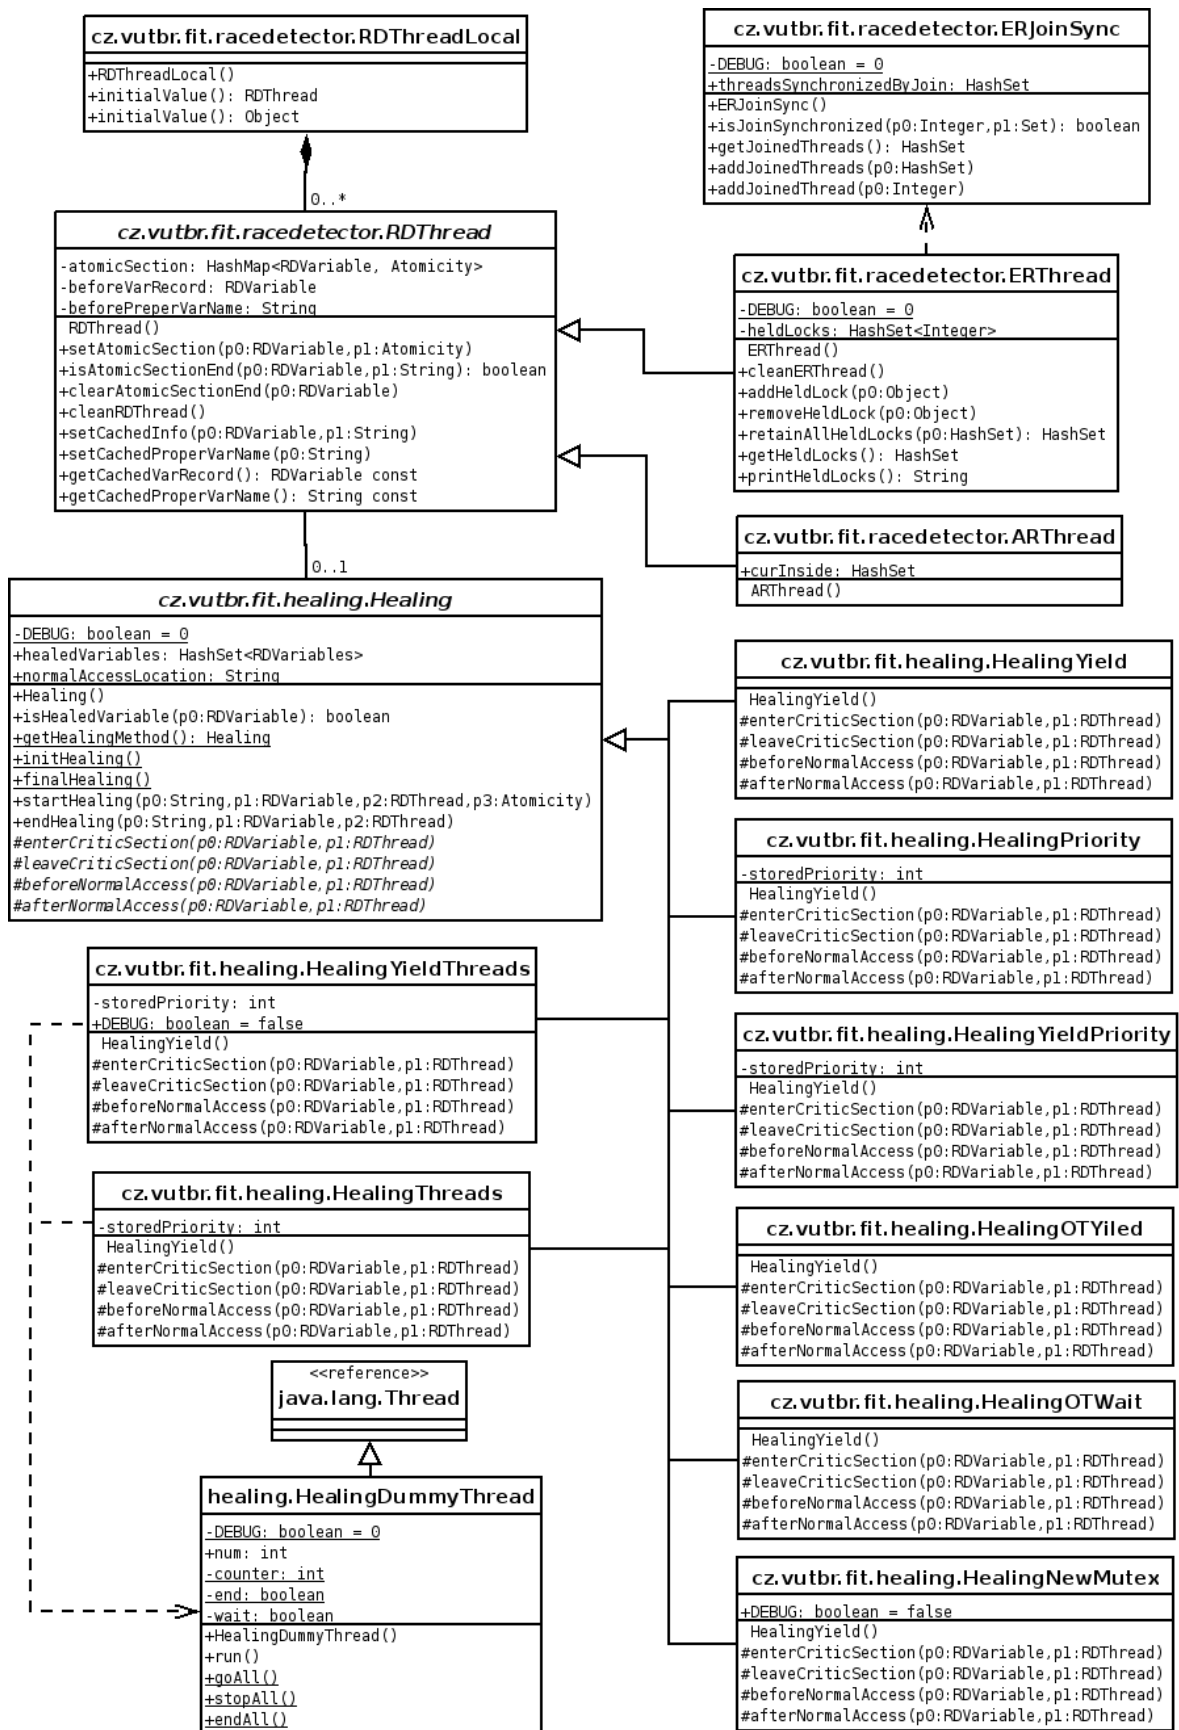 cz.vutbr.fit.racedetector.RDThreadLocal
+RDThreadLocal()
+initialValue(): RDThread
+initialValue(): Object
0..*
cz.vutbr.fit.racedetector.ERJoinSync
-DEBUG: boolean = 0
+threadsSynchronizedByJoin: HashSet
+ERJoinSync()
+isJoinSynchronized(p0:Integer,p1:Set): boolean
+getJoinedThreads(): HashSet
+addJoinedThreads(p0:HashSet)
+addJoinedThread(p0:Integer)
cz.vutbr.fit.racedetector.RDThread
-atomicSection: HashMap<RDVariable, Atomicity>
-beforeVarRecord: RDVariable
-beforePreperVarName: String
RDThread()
+setAtomicSection(p0:RDVariable,p1:Atomicity)
+isAtomicSectionEnd(p0:RDVariable,p1:String): boolean
+clearAtomicSectionEnd(p0:RDVariable)
+cleanRDThread()
+setCachedInfo(p0:RDVariable,p1:String)
+setCachedProperVarName(p0:String)
+getCachedVarRecord(): RDVariable const
+getCachedProperVarName(): String const
0..1
cz.vutbr.fit.racedetector.ERThread
-DEBUG: boolean = 0
-heldLocks: HashSet<Integer>
ERThread()
+cleanERThread()
+addHeldLock(p0:Object)
+removeHeldLock(p0:Object)
+retainAllHeldLocks(p0:HashSet): HashSet
+getHeldLocks(): HashSet
+printHeldLocks(): String
cz.vutbr.fit.racedetector.ARThread
+curInside: HashSet
ARThread()
cz.vutbr.fit.healing.Healing
-DEBUG: boolean = 0
+healedVariables: HashSet<RDVariables>
+normalAccessLocation: String
+Healing()
+isHealedVariable(p0:RDVariable): boolean
+getHealingMethod(): Healing
+initHealing()
+finalHealing()
+startHealing(p0:String,p1:RDVariable,p2:RDThread,p3:Atomicity)
+endHealing(p0:String,p1:RDVariable,p2:RDThread)
#enterCriticSection(p0:RDVariable,p1:RDThread)
#leaveCriticSection(p0:RDVariable,p1:RDThread)
#beforeNormalAccess(p0:RDVariable,p1:RDThread)
#afterNormalAccess(p0:RDVariable,p1:RDThread)
cz.vutbr.fit.healing.HealingYield
HealingYield()
#enterCriticSection(p0:RDVariable,p1:RDThread)
#leaveCriticSection(p0:RDVariable,p1:RDThread)
#beforeNormalAccess(p0:RDVariable,p1:RDThread)
#afterNormalAccess(p0:RDVariable,p1:RDThread)
cz.vutbr.fit.healing.HealingPriority
-storedPriority: int
HealingYield()
#enterCriticSection(p0:RDVariable,p1:RDThread)
#leaveCriticSection(p0:RDVariable,p1:RDThread)
#beforeNormalAccess(p0:RDVariable,p1:RDThread)
#afterNormalAccess(p0:RDVariable,p1:RDThread)
cz.vutbr.fit.healing.HealingYieldThreads
-storedPriority: int
+DEBUG: boolean = false
HealingYield()
#enterCriticSection(p0:RDVariable,p1:RDThread)
#leaveCriticSection(p0:RDVariable,p1:RDThread)
#beforeNormalAccess(p0:RDVariable,p1:RDThread)
#afterNormalAccess(p0:RDVariable,p1:RDThread)
cz.vutbr.fit.healing.HealingYieldPriority
-storedPriority: int
HealingYield()
#enterCriticSection(p0:RDVariable,p1:RDThread)
#leaveCriticSection(p0:RDVariable,p1:RDThread)
#beforeNormalAccess(p0:RDVariable,p1:RDThread)
#afterNormalAccess(p0:RDVariable,p1:RDThread)
cz.vutbr.fit.healing.HealingThreads
-storedPriority: int
HealingYield()
#enterCriticSection(p0:RDVariable,p1:RDThread)
#leaveCriticSection(p0:RDVariable,p1:RDThread)
#beforeNormalAccess(p0:RDVariable,p1:RDThread)
#afterNormalAccess(p0:RDVariable,p1:RDThread)
cz.vutbr.fit.healing.HealingOTYiled
HealingYield()
#enterCriticSection(p0:RDVariable,p1:RDThread)
#leaveCriticSection(p0:RDVariable,p1:RDThread)
#beforeNormalAccess(p0:RDVariable,p1:RDThread)
#afterNormalAccess(p0:RDVariable,p1:RDThread)
<<reference>>
java.lang.Thread
cz.vutbr.fit.healing.HealingOTWait
HealingYield()
#enterCriticSection(p0:RDVariable,p1:RDThread)
#leaveCriticSection(p0:RDVariable,p1:RDThread)
#beforeNormalAccess(p0:RDVariable,p1:RDThread)
#afterNormalAccess(p0:RDVariable,p1:RDThread)
healing.HealingDummyThread
-DEBUG: boolean = 0
+num: int
-counter: int
-end: boolean
-wait: boolean
+HealingDummyThread()
+run()
+goAll()
+stopAll()
+endAll()
cz.vutbr.fit.healing.HealingNewMutex
+DEBUG: boolean = false
HealingYield()
#enterCriticSection(p0:RDVariable,p1:RDThread)
#leaveCriticSection(p0:RDVariable,p1:RDThread)
#beforeNormalAccess(p0:RDVariable,p1:RDThread)
#afterNormalAccess(p0:RDVariable,p1:RDThread)